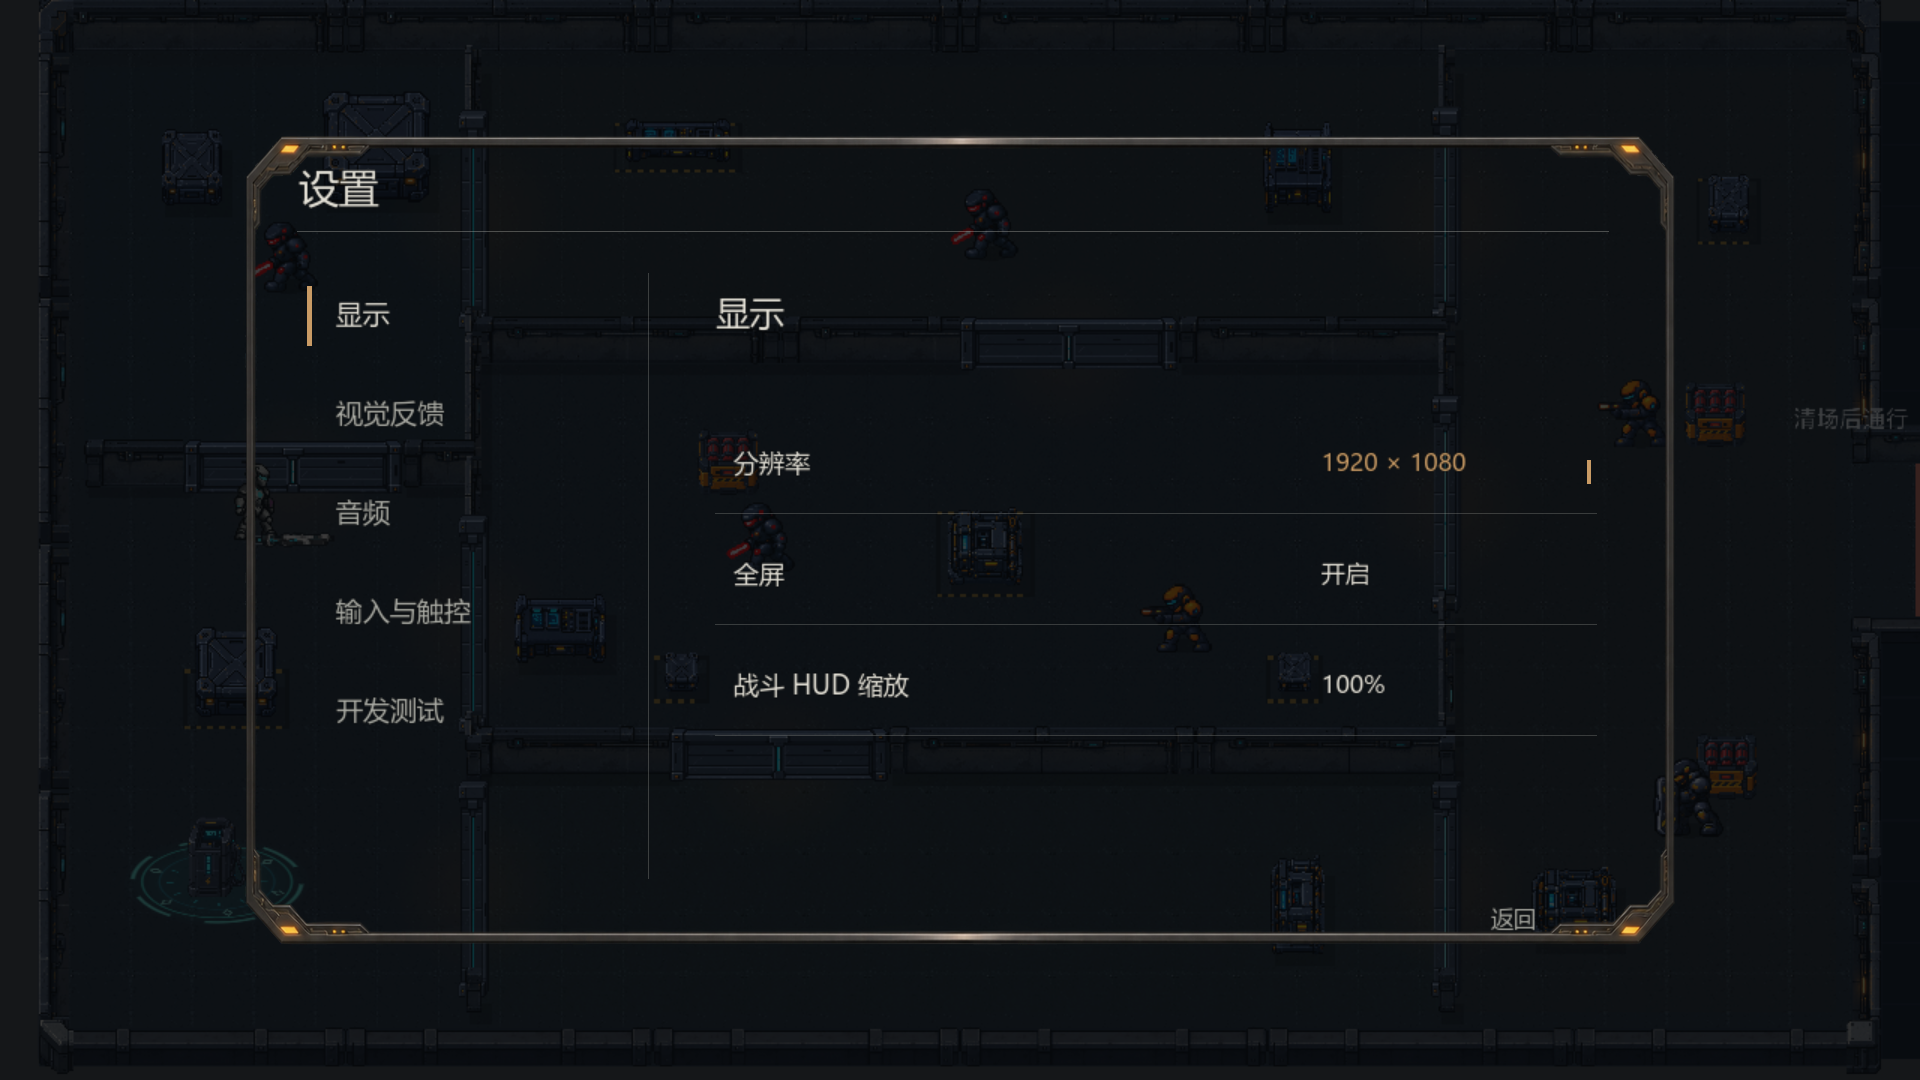 设置
显示
视觉反馈
音频
输入与触控
开发测试
显示
分辨率 1920 × 1080
全屏 开启
战斗 HUD 缩放 100%
清场后通行
返回